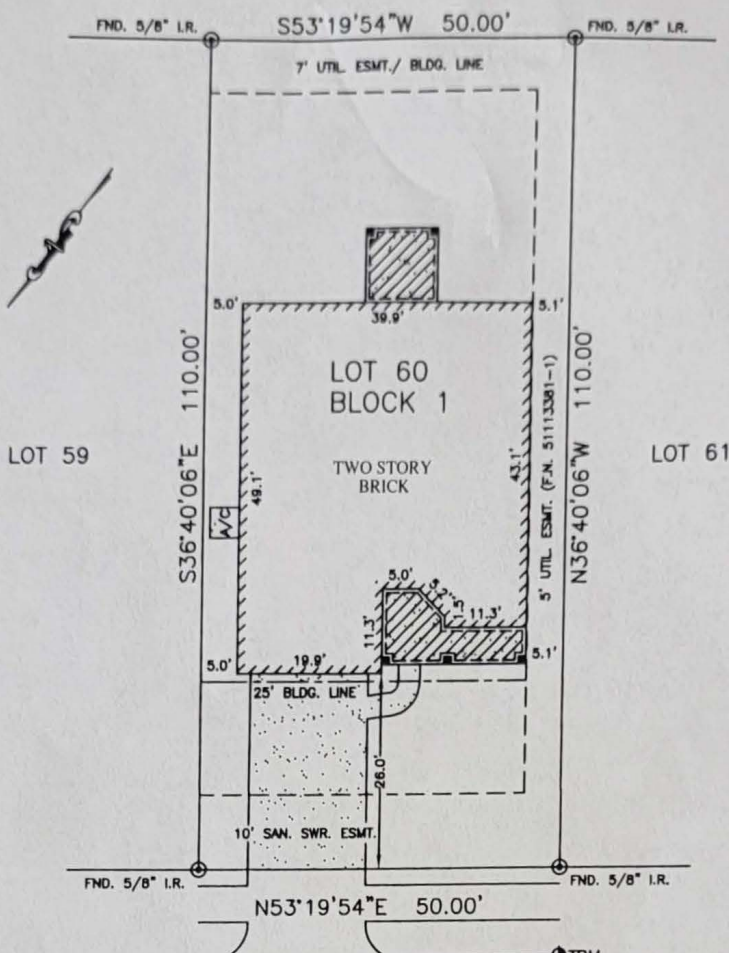 FND. 5/8" I.R.
S53°19'54"W 50.00'
FND. 5/8" I.R.
7' UTIL. ESMT./ BLDG. LINE
N
5.0'
5.1'
39.9'
LOT 60
BLOCK 1
S36°40'06"E 110.00'
N36°40'06"W 110.00'
5' UTIL ESMT. (F.N. 51113381-1)
LOT 59
LOT 61
TWO STORY
BRICK
49.1'
43.1'
A/C
5.0'
5.2'
11.3'
11.3'
5.0'
19.9'
5.1'
25' BLDG. LINE
26.0'
10' SAN. SWR. ESMT.
FND. 5/8" I.R.
FND. 5/8" I.R.
N53°19'54"E 50.00'